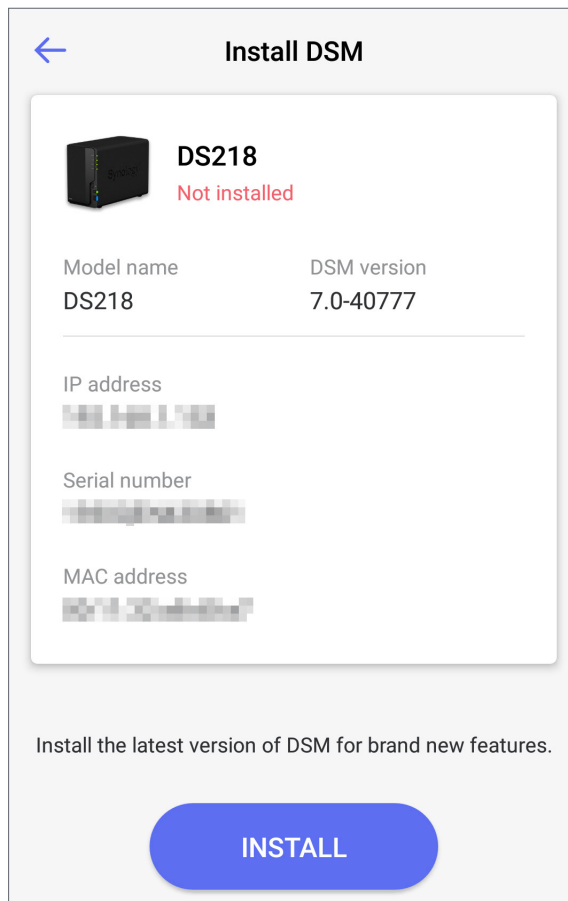 Install DSM
DS218
Not installed
Model name
DSM version
DS218
7.0-40777
IP address
Serial number
MAC address
Install the latest version of DSM for brand new features.
INSTALL